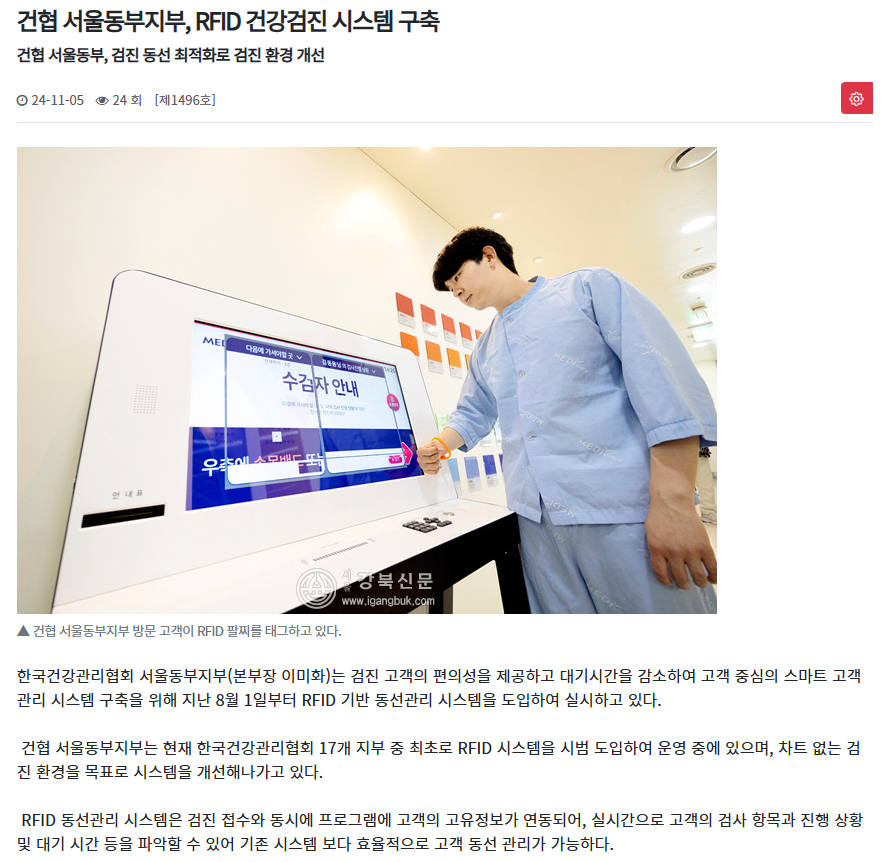 건협 서울동부지부, RFID 건강검진 시스템 구축
건협 서울동부, 검진 동선 최적화로 검진 환경 개선
24-11-05 24 회 [제1496호]
다음에 가셔야할 곳
수검자 안내
우측에 손목밴드 또는
안 내 표
서울 강북신문
www.igangbuk.com
▲ 건협 서울동부지부 방문 고객이 RFID 팔찌를 태그하고 있다.
한국건강관리협회 서울동부지부(본부장 이미화)는 검진 고객의 편의성을 제공하고 대기시간을 감소하여 고객 중심의 스마트 고객
관리 시스템 구축을 위해 지난 8월 1일부터 RFID 기반 동선관리 시스템을 도입하여 실시하고 있다.
건협 서울동부지부는 현재 한국건강관리협회 17개 지부 중 최초로 RFID 시스템을 시범 도입하여 운영 중에 있으며, 차트 없는 검
진 환경을 목표로 시스템을 개선해나가고 있다.
RFID 동선관리 시스템은 검진 접수와 동시에 프로그램에 고객의 고유정보가 연동되어, 실시간으로 고객의 검사 항목과 진행 상황
및 대기 시간 등을 파악할 수 있어 기존 시스템 보다 효율적으로 고객 동선 관리가 가능하다.